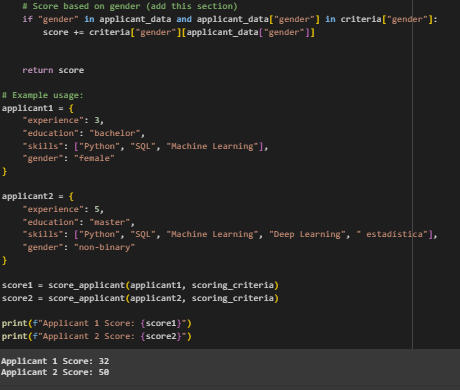 # Score based on gender (add this section)
if "gender" in applicant_data and applicant_data["gender"] in criteria["gender"]:
score += criteria["gender"][applicant_data["gender"]]
return score
# Example usage:
applicant1 = {
"experience": 3,
"education": "bachelor",
"skills": ["Python", "SQL", "Machine Learning"],
"gender": "female"
}
applicant2 = {
"experience": 5,
"education": "master",
"skills": ["Python", "SQL", "Machine Learning", "Deep Learning", " estadística"],
"gender": "non-binary"
}
score1 = score_applicant(applicant1, scoring_criteria)
score2 = score_applicant(applicant2, scoring_criteria)
print(f"Applicant 1 Score: {score1}")
print(f"Applicant 2 Score: {score2}")
Applicant 1 Score: 32
Applicant 2 Score: 50